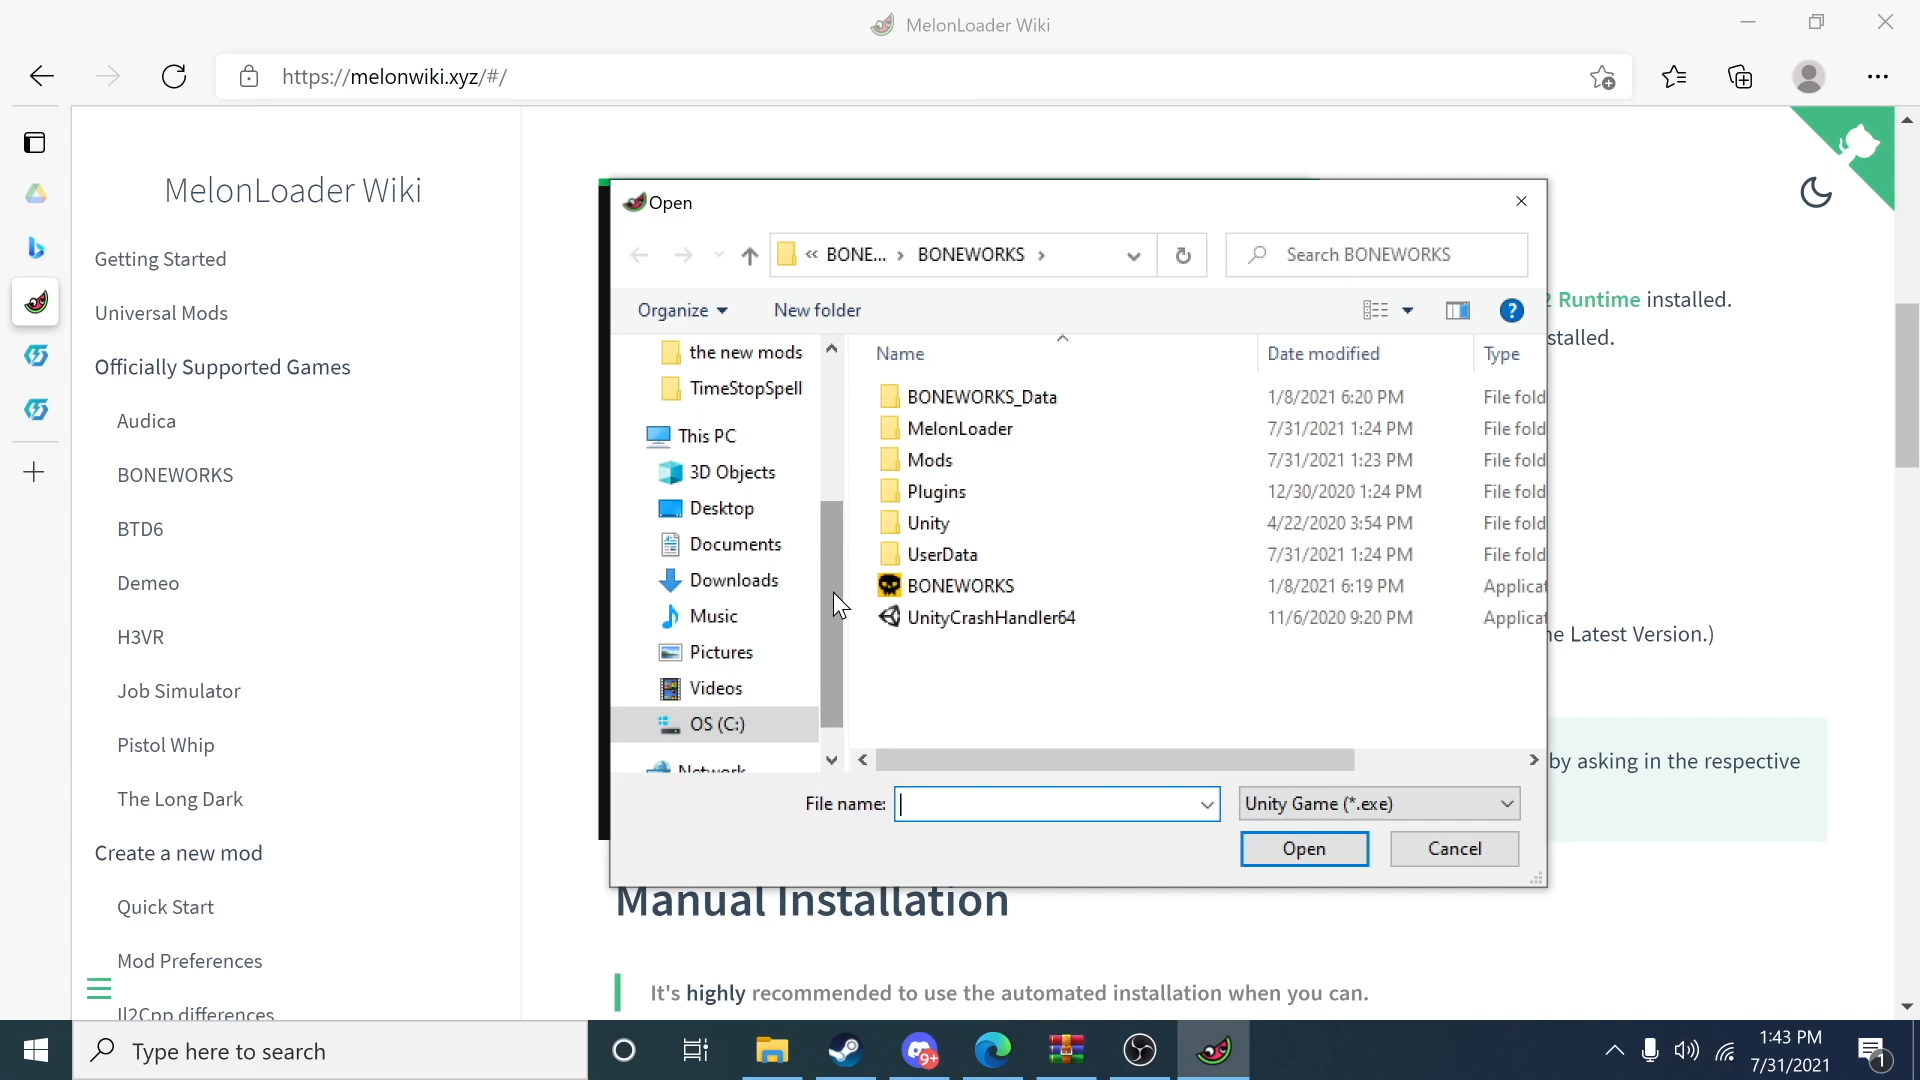 MelonLoader Wiki
https://melonwiki.xyz/#/
MelonLoader Wiki
Getting Started
Universal Mods
Officially Supported Games
Audica
BONEWORKS
BTD6
Demeo
H3VR
Job Simulator
Pistol Whip
The Long Dark
Create a new mod
Quick Start
Mod Preferences
Il2Cpp differences
Open
« BONE... › BONEWORKS ›
Search BONEWORKS
Organize
New folder
the new mods
TimeStopSpell
This PC
3D Objects
Desktop
Documents
Downloads
Music
Pictures
Videos
OS (C:)
Network
Name Date modified Type
BONEWORKS_Data 1/8/2021 6:20 PM File fold
MelonLoader 7/31/2021 1:24 PM File fold
Mods 7/31/2021 1:23 PM File fold
Plugins 12/30/2020 1:24 PM File fold
Unity 4/22/2020 3:54 PM File fold
UserData 7/31/2021 1:24 PM File fold
BONEWORKS 1/8/2021 6:19 PM Applicat
UnityCrashHandler64 11/6/2020 9:20 PM Applicat
File name:
Unity Game (*.exe)
Open
Cancel
2 Runtime installed.
stalled.
he Latest Version.)
by asking in the respective
Manual Installation
It's highly recommended to use the automated installation when you can.
Type here to search
9+
1:43 PM
7/31/2021
1